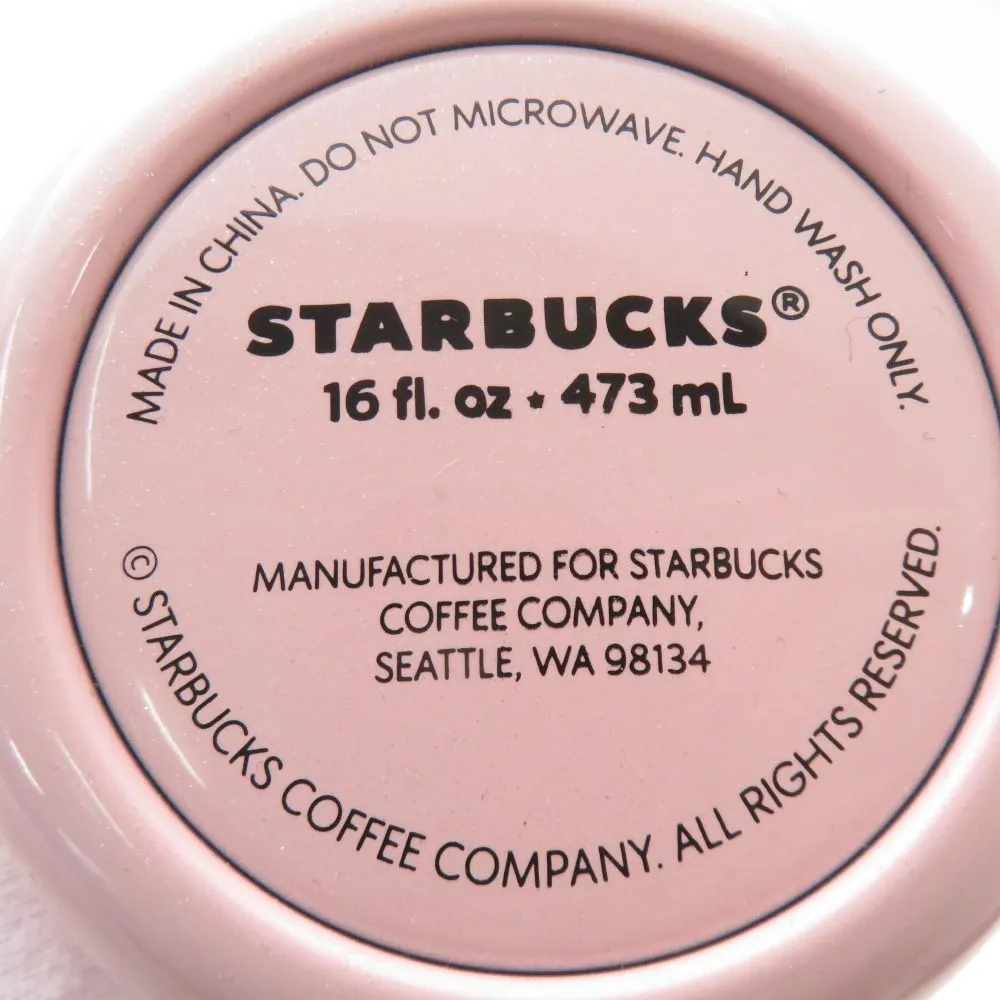 MADE IN CHINA. DO NOT MICROWAVE. HAND WASH ONLY.
STARBUCKS®
16 fl. oz ★ 473 mL
MANUFACTURED FOR STARBUCKS
COFFEE COMPANY,
SEATTLE, WA 98134
© STARBUCKS COFFEE COMPANY. ALL RIGHTS RESERVED.